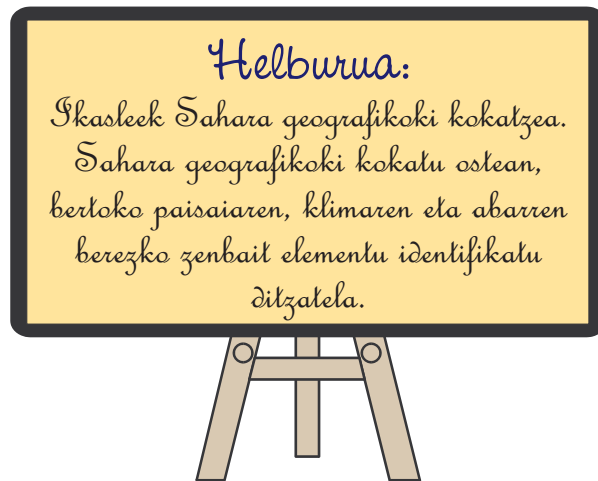 Helburua:
Ikasleek Sahara geografikoki kokatzea.
Sahara geografikoki kokatu ostean,
bertoko paisaiaren, klimaren eta abarren
berezko zenbait elementu identifikatu
ditzatela.